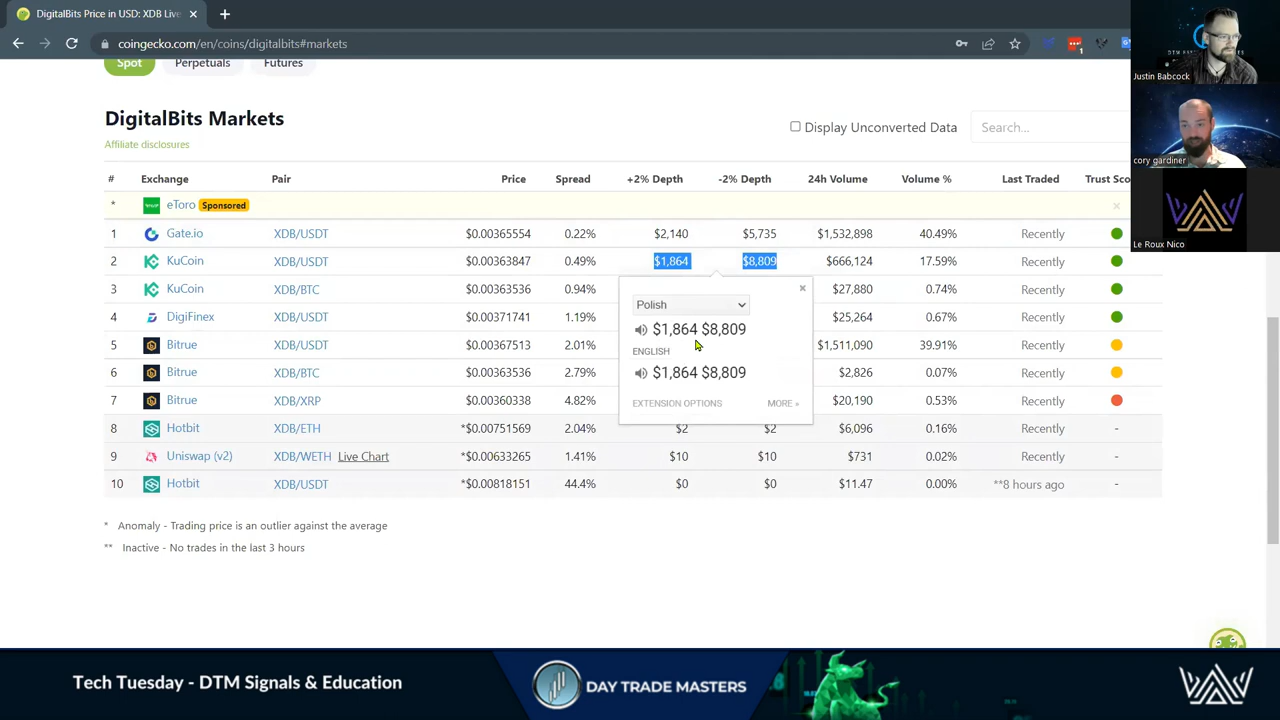 DigitalBits Price in USD: XDB Live
coingecko.com/en/coins/digitalbits#markets
Justin Babcock
cory gardiner
Le Roux Nico
Spot Perpetuals Futures
DigitalBits Markets
Affiliate disclosures
Display Unconverted Data
Search...
# Exchange Pair Price Spread +2% Depth -2% Depth 24h Volume Volume % Last Traded Trust Sco
* eToro Sponsored ×
1 Gate.io XDB/USDT $0.00365554 0.22% $2,140 $5,735 $1,532,898 40.49% Recently
2 KuCoin XDB/USDT $0.00363847 0.49% $1,864 $8,809 $666,124 17.59% Recently
3 KuCoin XDB/BTC $0.00363536 0.94% $27,880 0.74% Recently
4 DigiFinex XDB/USDT $0.00371741 1.19% $25,264 0.67% Recently
5 Bitrue XDB/USDT $0.00367513 2.01% $1,511,090 39.91% Recently
6 Bitrue XDB/BTC $0.00363536 2.79% $2,826 0.07% Recently
7 Bitrue XDB/XRP $0.00360338 4.82% $20,190 0.53% Recently
8 Hotbit XDB/ETH *$0.00751569 2.04% $2 $2 $6,096 0.16% Recently -
9 Uniswap (v2) XDB/WETH Live Chart *$0.00633265 1.41% $10 $10 $731 0.02% Recently -
10 Hotbit XDB/USDT *$0.00818151 44.4% $0 $0 $11.47 0.00% **8 hours ago -
Polish
$1,864 $8,809
ENGLISH
$1,864 $8,809
EXTENSION OPTIONS MORE »
* Anomaly - Trading price is an outlier against the average
** Inactive - No trades in the last 3 hours
Tech Tuesday - DTM Signals & Education
DAY TRADE MASTERS